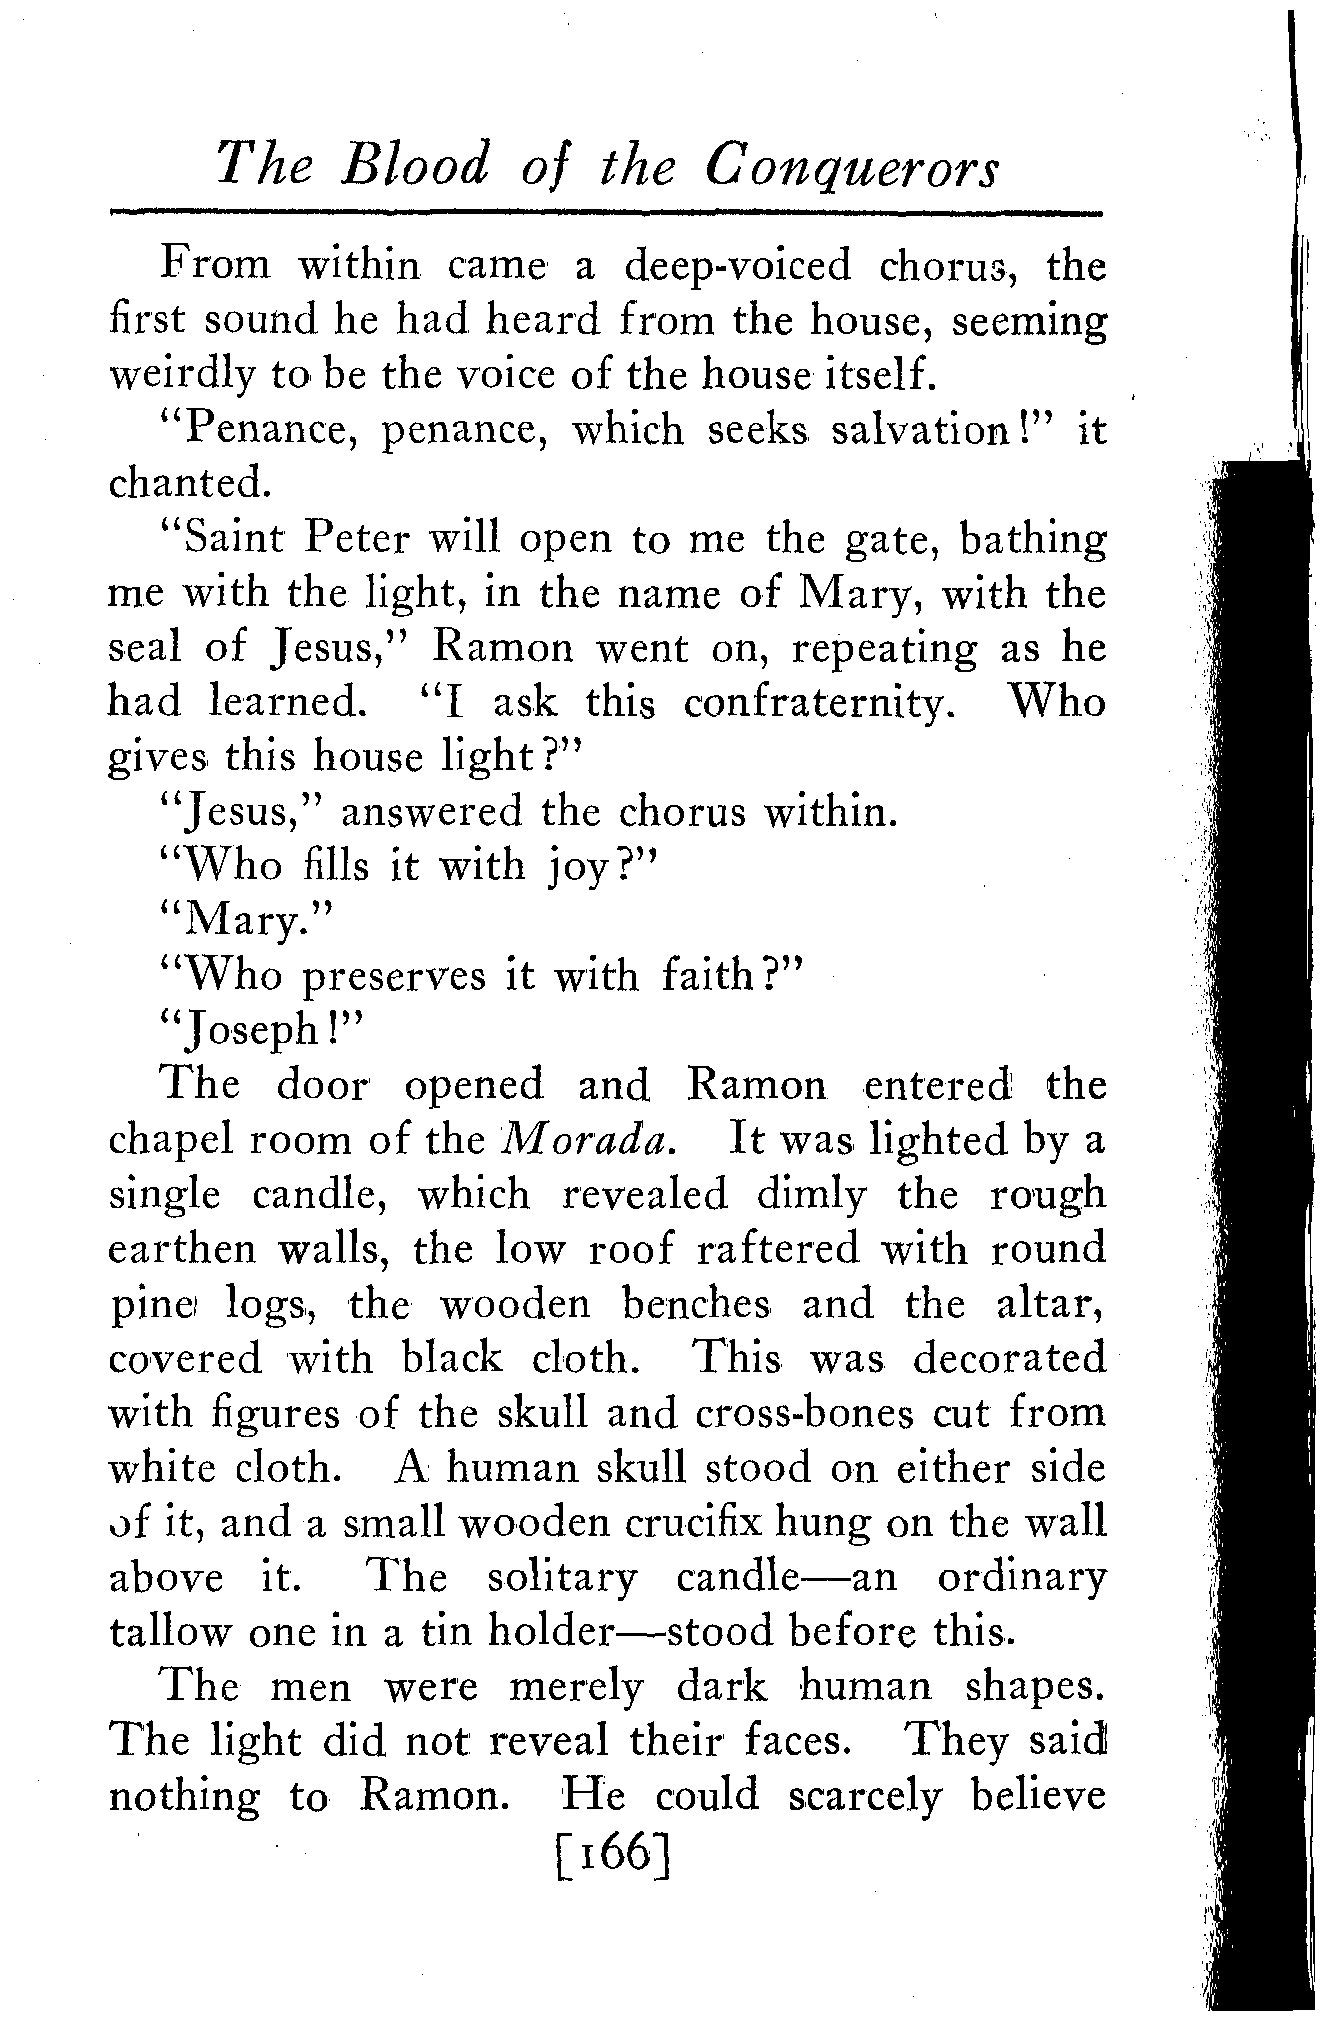 The Blood of the Conquerors
From within came a deep-voiced chorus, the
first sound he had heard from the house, seeming
weirdly to be the voice of the house itself.
"Penance, penance, which seeks salvation!" it
chanted.
"Saint Peter will open to me the gate, bathing
me with the light, in the name of Mary, with the
seal of Jesus," Ramon went on, repeating as he
had learned. "I ask this confraternity. Who
gives this house light?"
"Jesus," answered the chorus within.
"Who fills it with joy?"
"Mary."
"Who preserves it with faith?"
"Joseph!"
The door opened and Ramon entered the
chapel room of the Morada. It was lighted by a
single candle, which revealed dimly the rough
earthen walls, the low roof raftered with round
pine logs, the wooden benches and the altar,
covered with black cloth. This was decorated
with figures of the skull and cross-bones cut from
white cloth. A human skull stood on either side
of it, and a small wooden crucifix hung on the wall
above it. The solitary candle—an ordinary
tallow one in a tin holder—stood before this.
The men were merely dark human shapes.
The light did not reveal their faces. They said
nothing to Ramon. He could scarcely believe
[166]